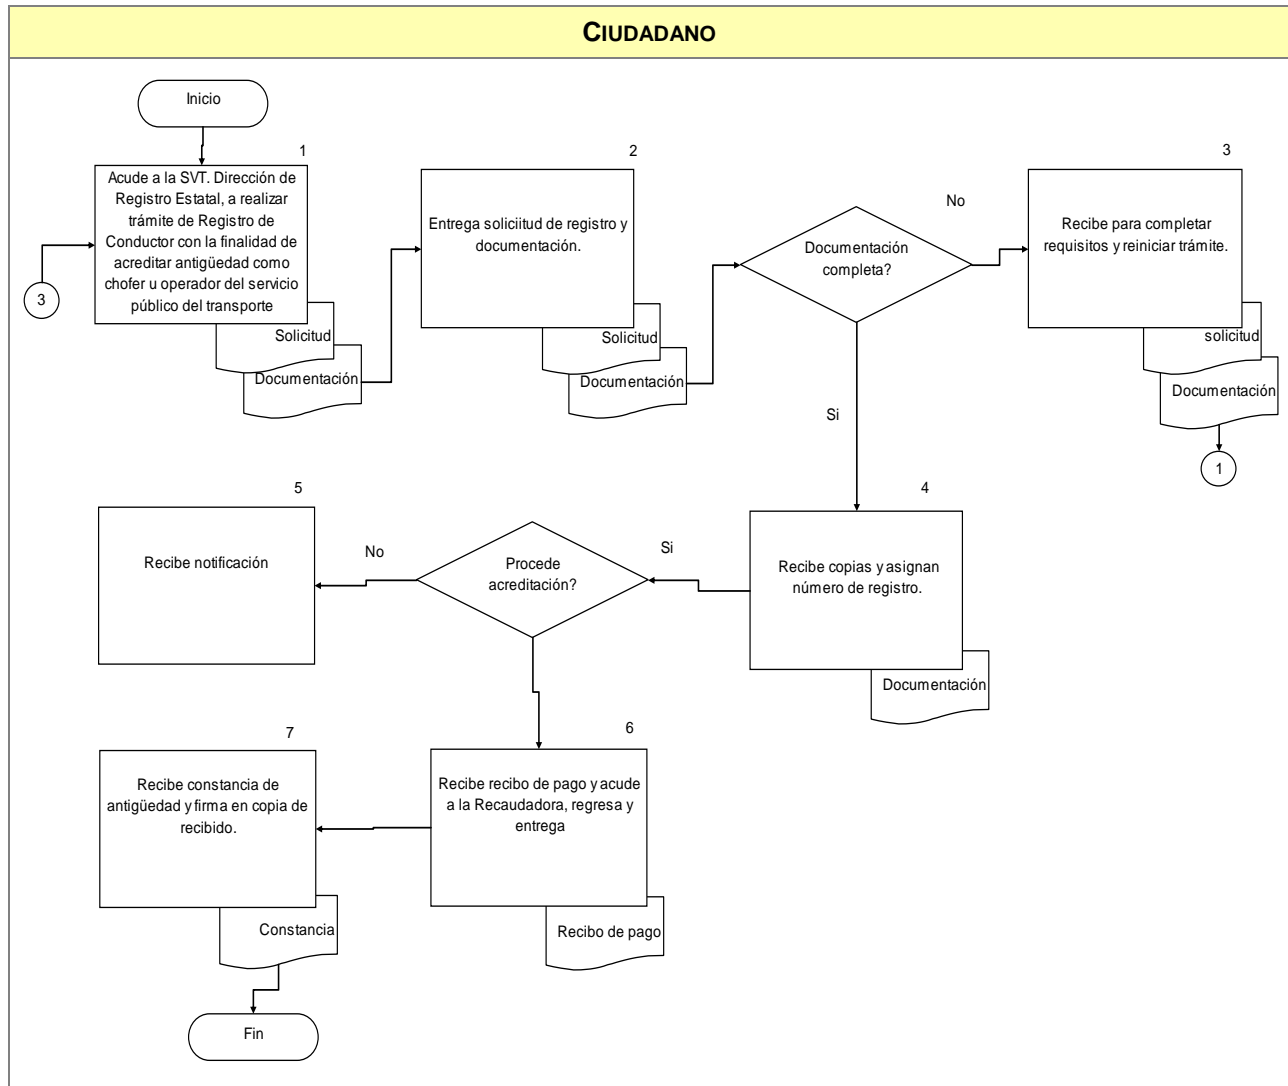 CIUDADANO
Inicio
1
Acude a la SVT. Dirección de
Registro Estatal, a realizar
trámite de Registro de
Conductor con la finalidad de
acreditar antigüedad como
chofer u operador del servicio
público del transporte
3
Solicitud
Documentación
2
Entrega soliciitud de registro y
documentación.
Solicitud
Documentación
Documentación
completa?
No
Si
3
Recibe para completar
requisitos y reiniciar trámite.
solicitud
Documentación
1
4
Recibe copias y asignan
número de registro.
Documentación
Si
Procede
acreditación?
No
5
Recibe notificación
6
Recibe recibo de pago y acude
a la Recaudadora, regresa y
entrega
Recibo de pago
7
Recibe constancia de
antigüedad y firma en copia de
recibido.
Constancia
Fin